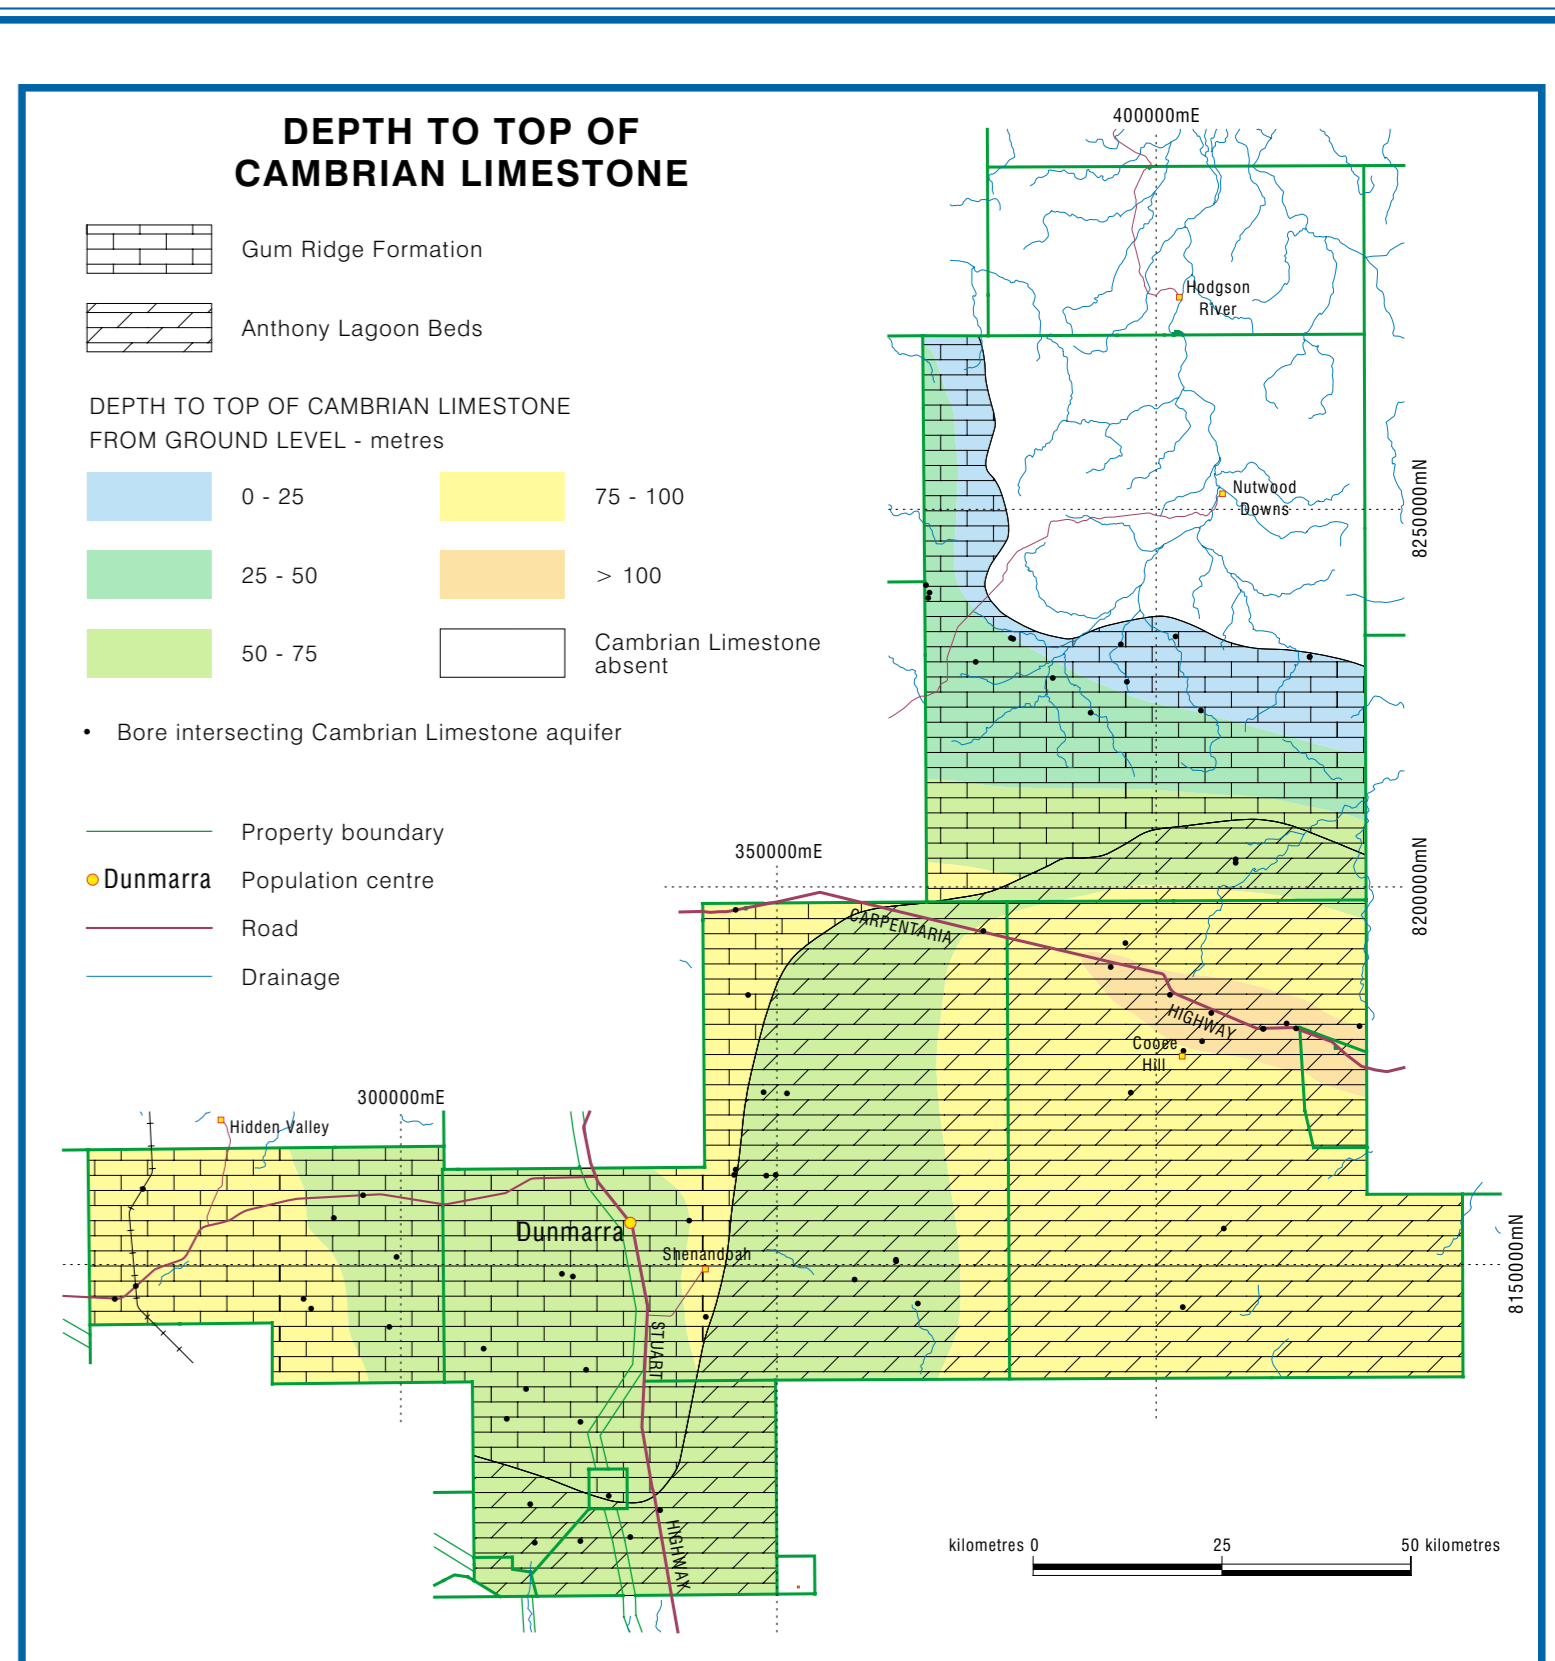 DEPTH TO TOP OF
CAMBRIAN LIMESTONE
Gum Ridge Formation
Anthony Lagoon Beds
DEPTH TO TOP OF CAMBRIAN LIMESTONE
FROM GROUND LEVEL - metres
0 - 25
75 - 100
25 - 50
> 100
50 - 75
Cambrian Limestone
absent
• Bore intersecting Cambrian Limestone aquifer
Property boundary
Dunmarra
Population centre
Road
Drainage
400000mE
Hodgson
River
Nutwood
Downs
8250000mN
350000mE
8200000mN
CARPENTARIA
HIGHWAY
Cooee
Hill
300000mE
Hidden Valley
Dunmarra
Shenandoah
8150000mN
STUART
HIGHWAY
kilometres 0 25 50 kilometres